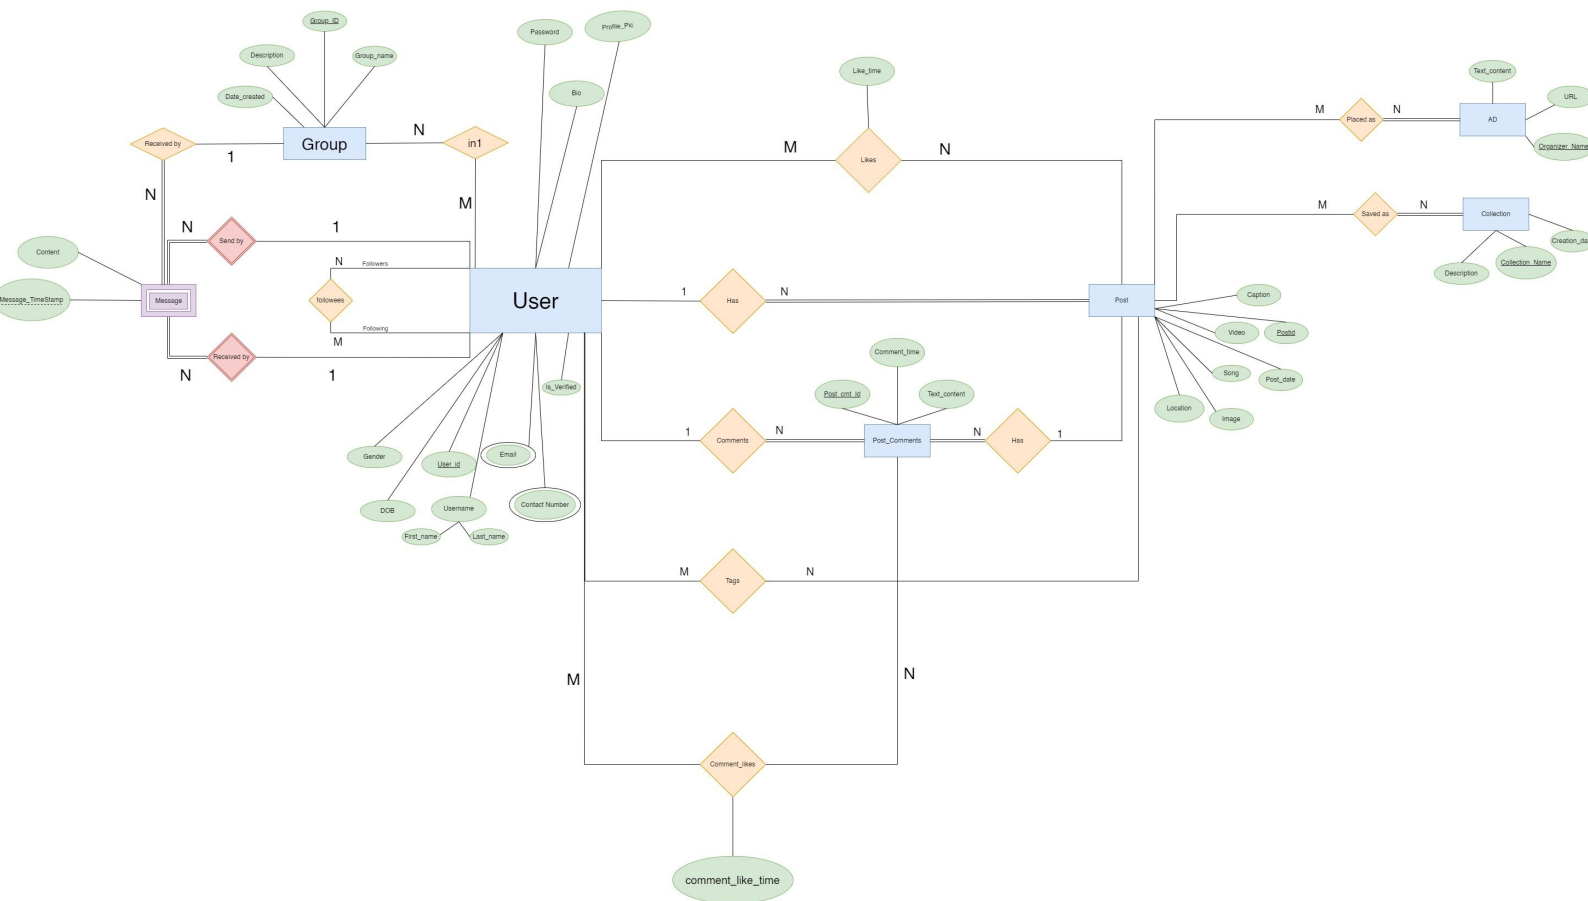 Group_ID
Password
Profile_Pic
Description
Group_name
Date_created
Bio
Like_time
Text_content
URL
Received by
1
Group
N
in1
M
N
Placed as
AD
Organizer_Name
M
Likes
N
N
M
M
N
Saved as
Collection
Creation_da
Description
Collection_Name
N
Send by
1
Content
Message_TimeStamp
Message
N
Followers
followees
Following
M
User
1
Has
N
Post
Caption
Video
Postid
Song
Post_date
Location
Image
N
Received by
1
Is_Verified
Comment_time
Post_cmt_Id
Text_content
1
Comments
N
Post_Comments
N
Has
1
Gender
User_id
Email
DOB
Username
Contact Number
First_name
Last_name
M
Tags
N
M
N
Comment_likes
comment_like_time